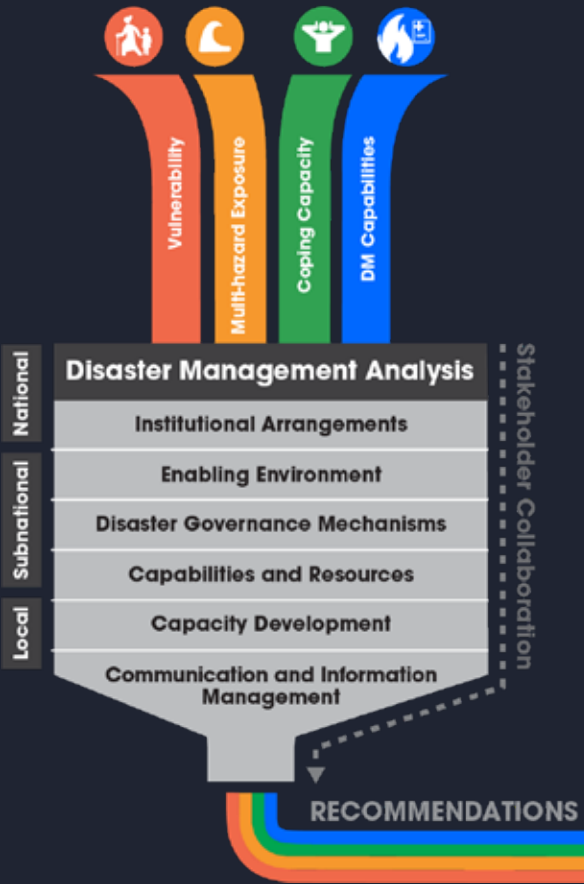 Vulnerability
Multi-hazard Exposure
Coping Capacity
DM Capabilities
National
Subnational
Local
Disaster Management Analysis
Institutional Arrangements
Enabling Environment
Disaster Governance Mechanisms
Capabilities and Resources
Capacity Development
Communication and Information
Management
Stakeholder Collaboration
RECOMMENDATIONS